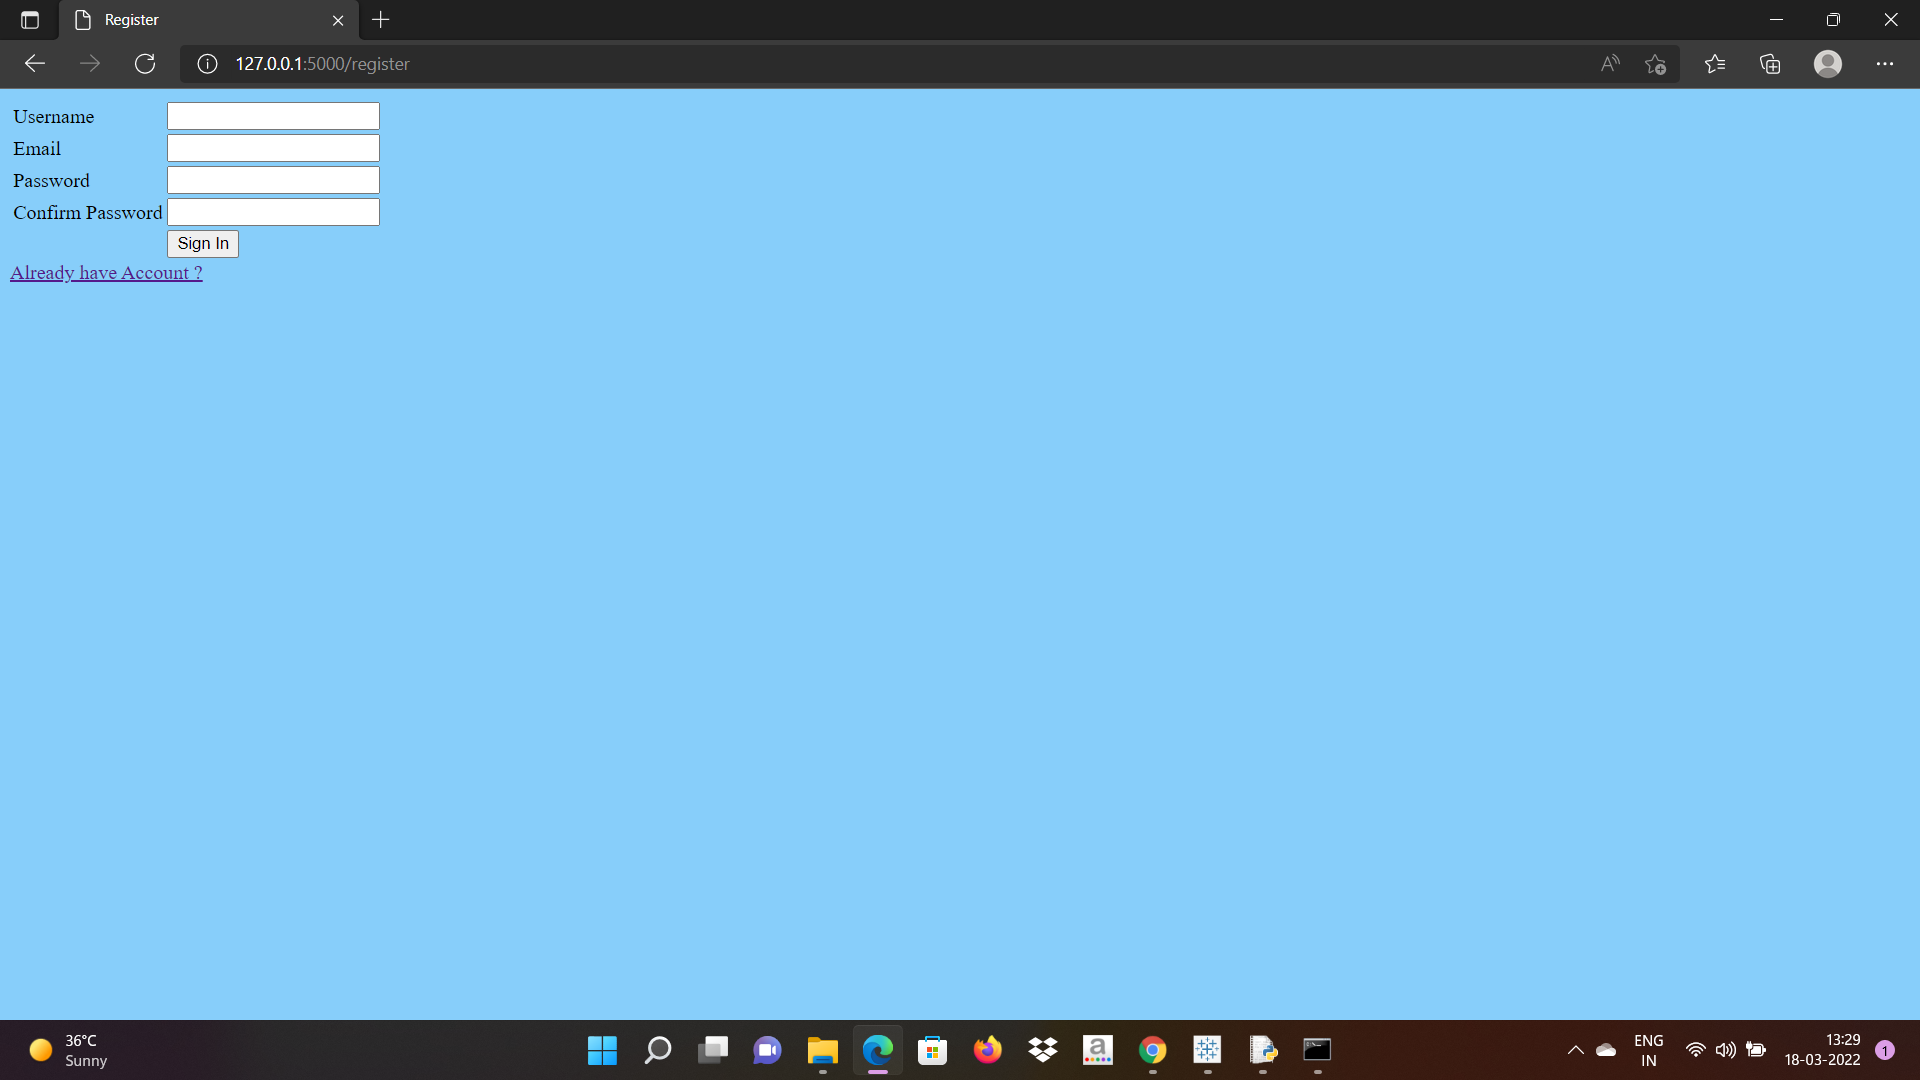 Register
127.0.0.1:5000/register
Username
Email
Password
Confirm Password
Sign In
Already have Account ?
36°C
Sunny
a
ENG
IN
13:29
18-03-2022
1